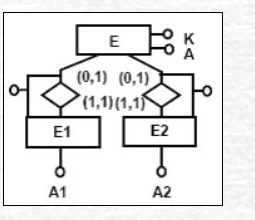 E
K
A
(0,1) (0,1)
(1,1) (1,1)
E1
E2
A1
A2